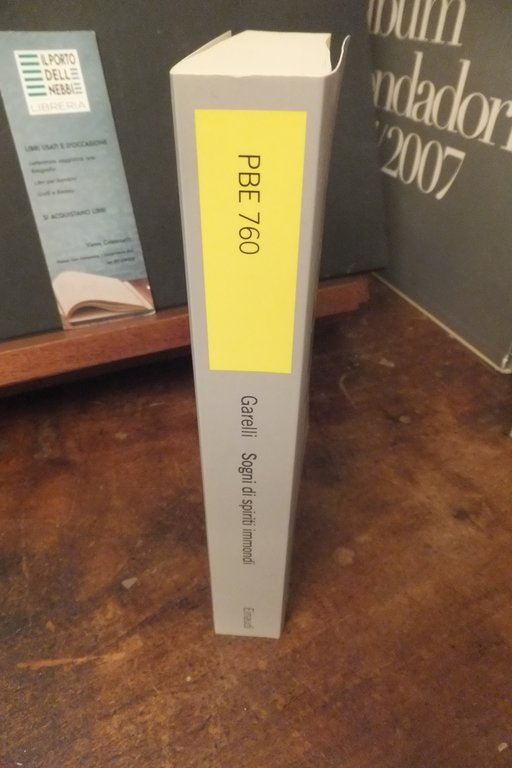 IL PORTO
DELLE
NEBBIE
LIBRERIA
LIBRI USATI E D'OCCASIONE
SI ACQUISTANO LIBRI
PBE 760
Garelli Sogni di spiriti immondi
Einaudi
lbum
ndadori
/2007